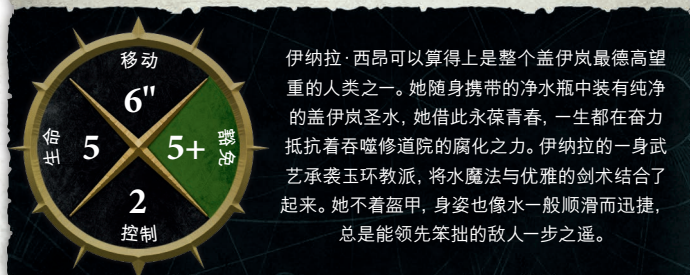 移动
6"
生命
5
5+
豁免
2
控制
伊纳拉·西昂可以算得上是整个盖伊岚最德高望
重的人类之一。她随身携带的净水瓶中装有纯净
的盖伊岚圣水，她借此永葆青春，一生都在奋力
抵抗着吞噬修道院的腐化之力。伊纳拉的一身武
艺承袭玉环教派，将水魔法与优雅的剑术结合了
起来。她不着盔甲，身姿也像水一般顺滑而迅捷，
总是能领先笨拙的敌人一步之遥。